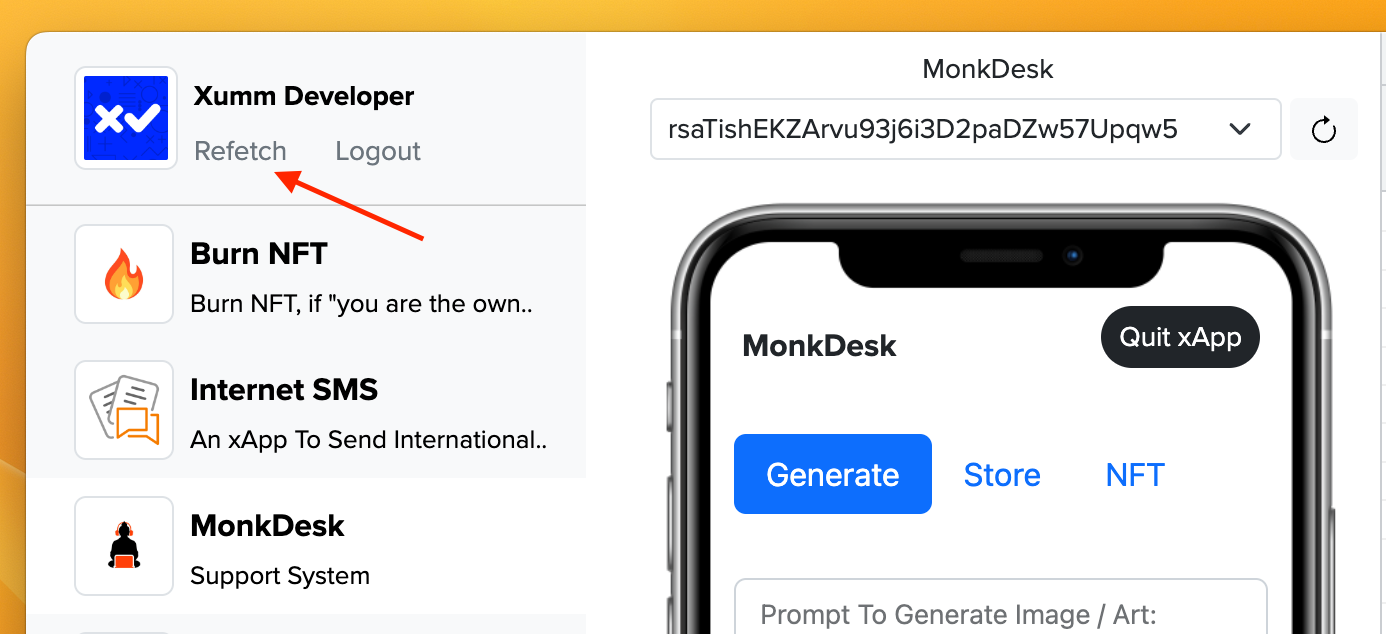 Xumm Developer
Refetch Logout
Burn NFT
Burn NFT, if "you are the own..
Internet SMS
An xApp To Send International..
MonkDesk
Support System
MonkDesk
rsaTishEKZArvu93j6i3D2paDZw57Upqw5
MonkDesk
Quit xApp
Generate Store NFT
Prompt To Generate Image / Art: